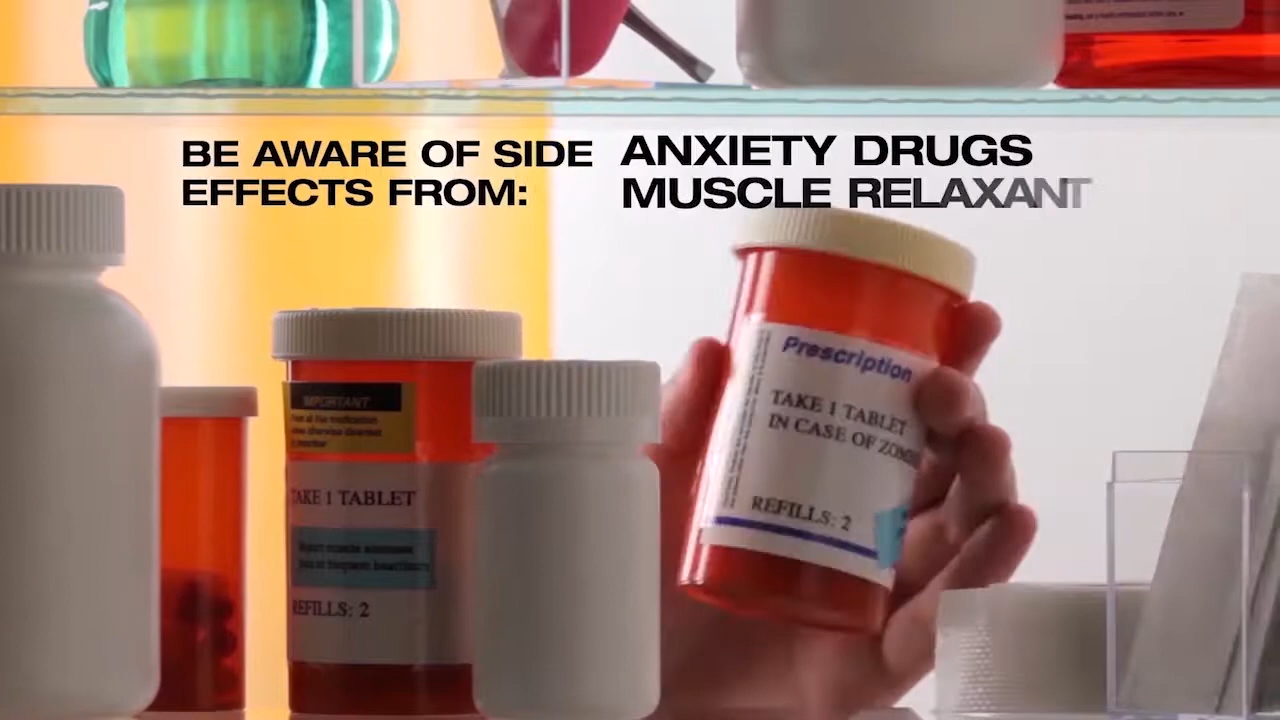 BE AWARE OF SIDE
EFFECTS FROM:
ANXIETY DRUGS
MUSCLE RELAXANT
Prescription
TAKE 1 TABLET
IN CASE OF
REFILLS: 2
IMPORTANT
TAKE 1 TABLET
REFILLS: 2